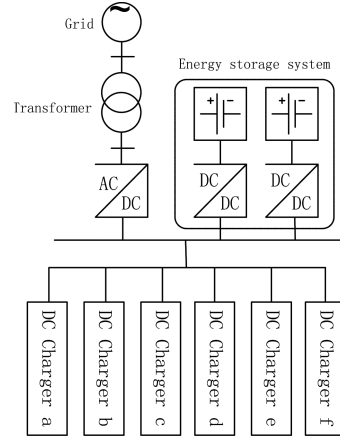 Grid
Energy storage system
+ -
+ -
Transformer
AC
DC
DC
DC
DC
DC
DC Charger a
DC Charger b
DC Charger c
DC Charger d
DC Charger e
DC Charger f